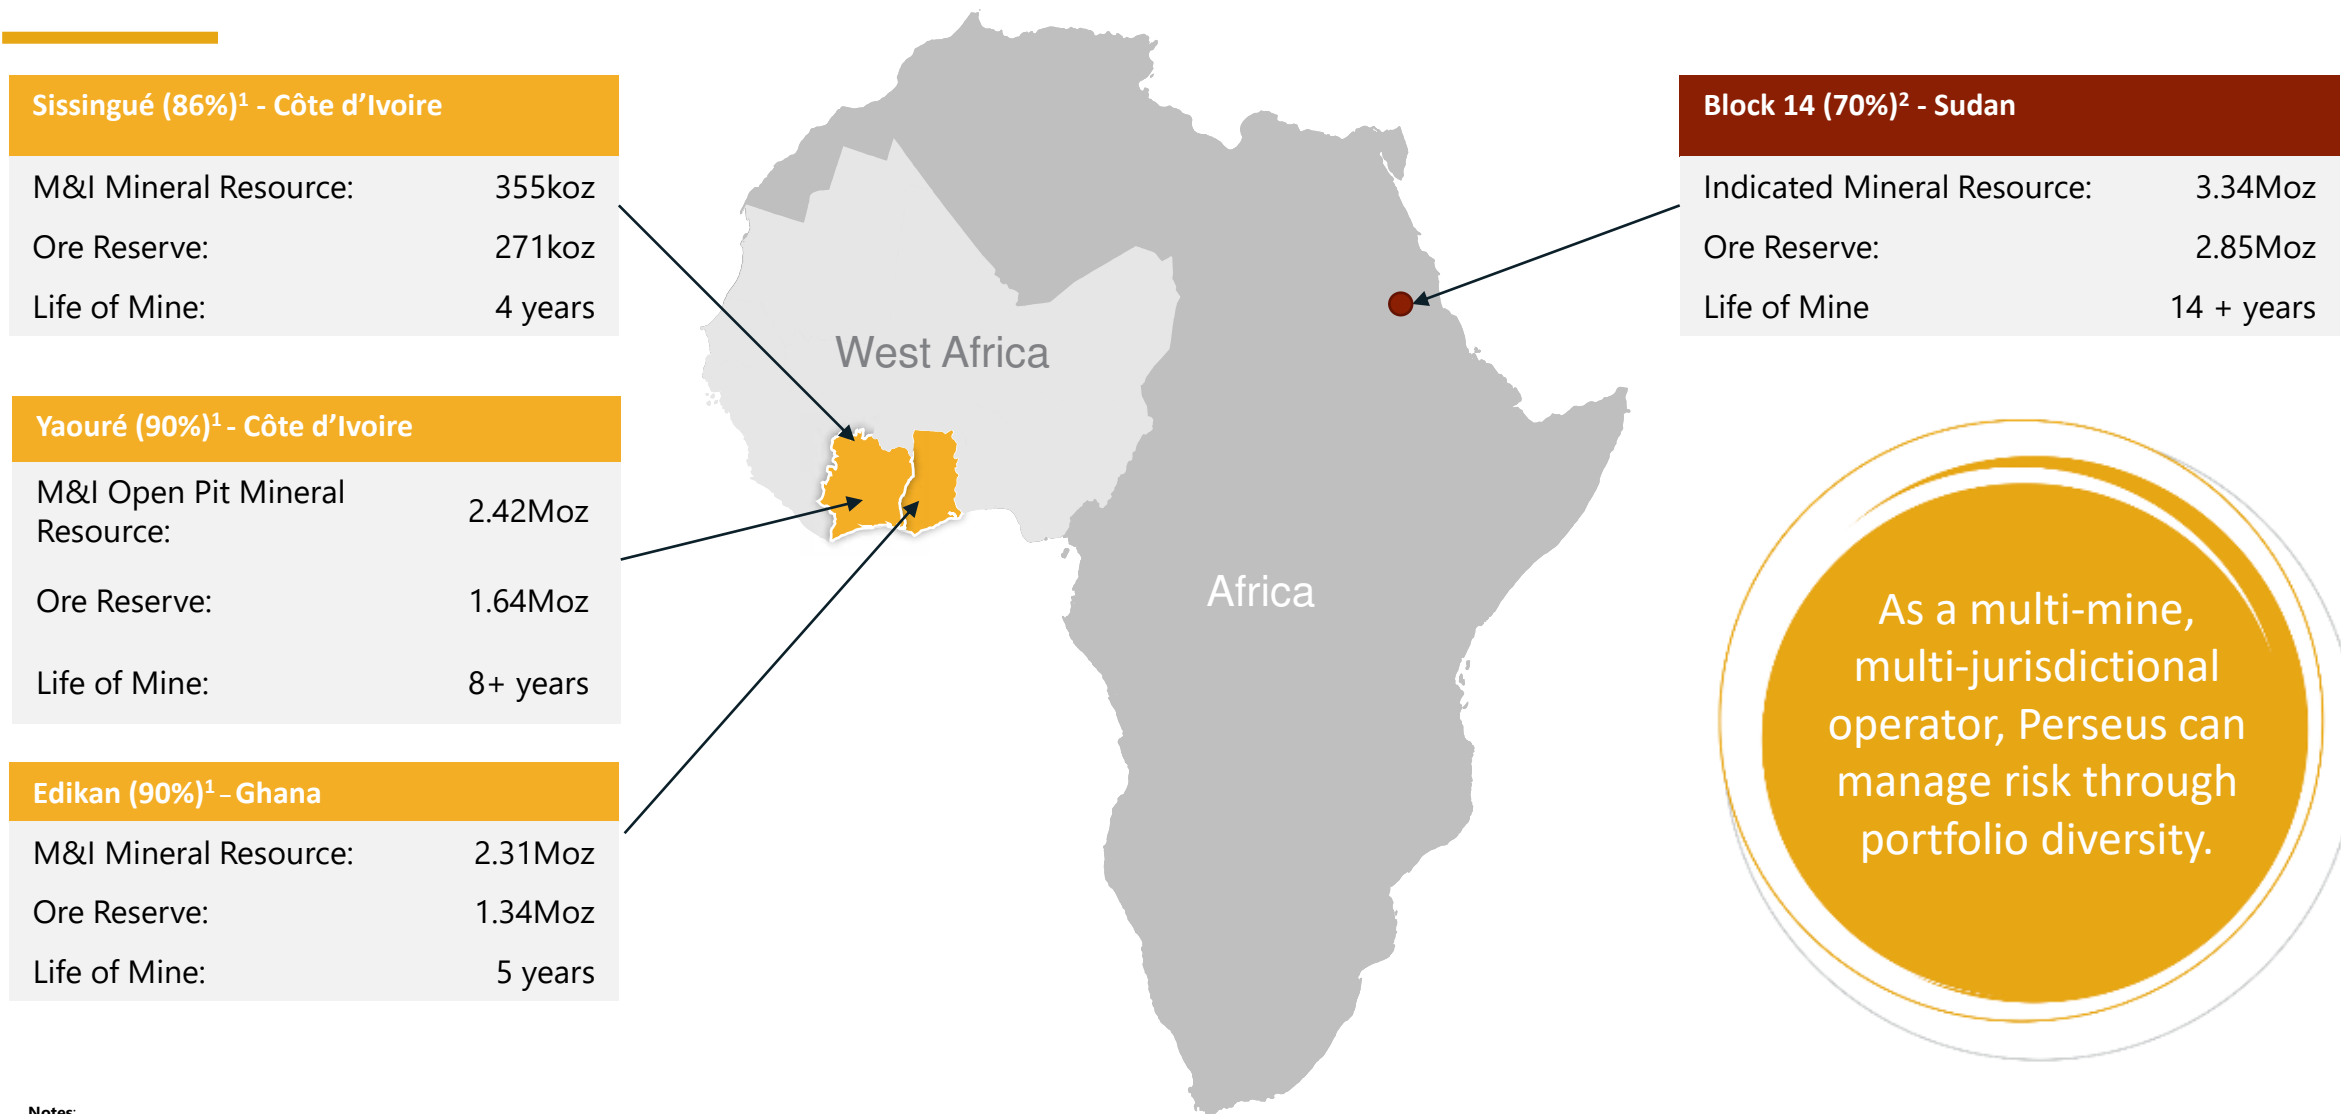 Sissingué (86%)¹ - Côte d’Ivoire
M&I Mineral Resource: 355koz
Ore Reserve: 271koz
Life of Mine: 4 years
Yaouré (90%)¹ - Côte d’Ivoire
M&I Open Pit Mineral
Resource: 2.42Moz
Ore Reserve: 1.64Moz
Life of Mine: 8+ years
Edikan (90%)¹ – Ghana
M&I Mineral Resource: 2.31Moz
Ore Reserve: 1.34Moz
Life of Mine: 5 years
West Africa
Africa
Block 14 (70%)² - Sudan
Indicated Mineral Resource: 3.34Moz
Ore Reserve: 2.85Moz
Life of Mine 14 + years
As a multi-mine,
multi-jurisdictional
operator, Perseus can
manage risk through
portfolio diversity.
Notes: